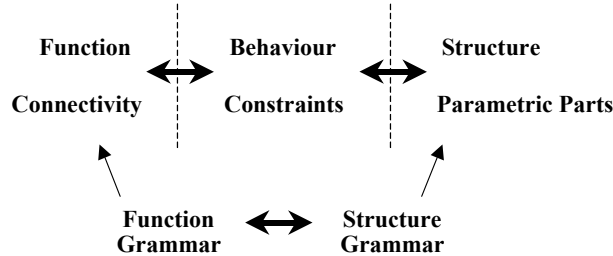 Function Behaviour Structure
Connectivity Constraints Parametric Parts
Function Structure
Grammar Grammar